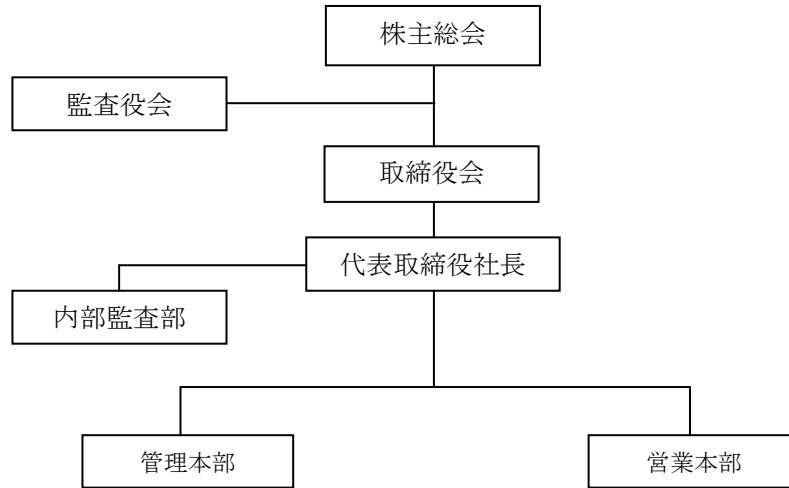 株主総会
監査役会
取締役会
代表取締役社長
内部監査部
管理本部
営業本部